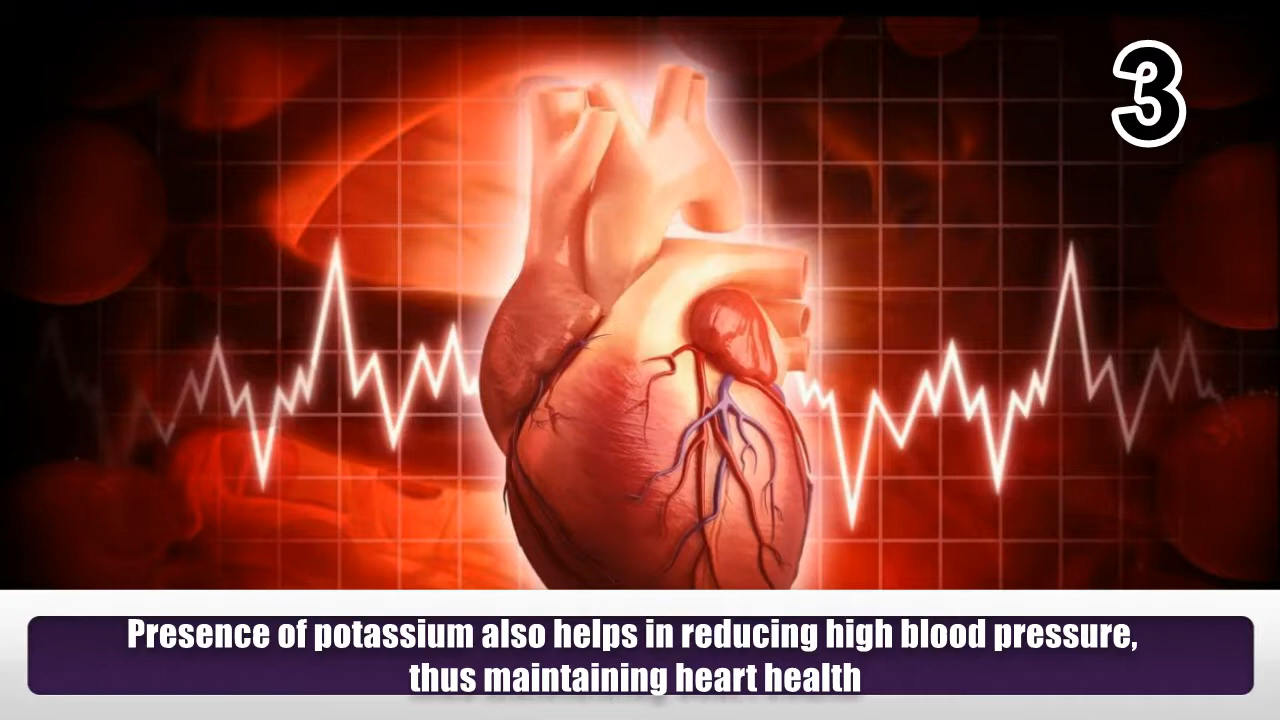 3
Presence of potassium also helps in reducing high blood pressure,
thus maintaining heart health